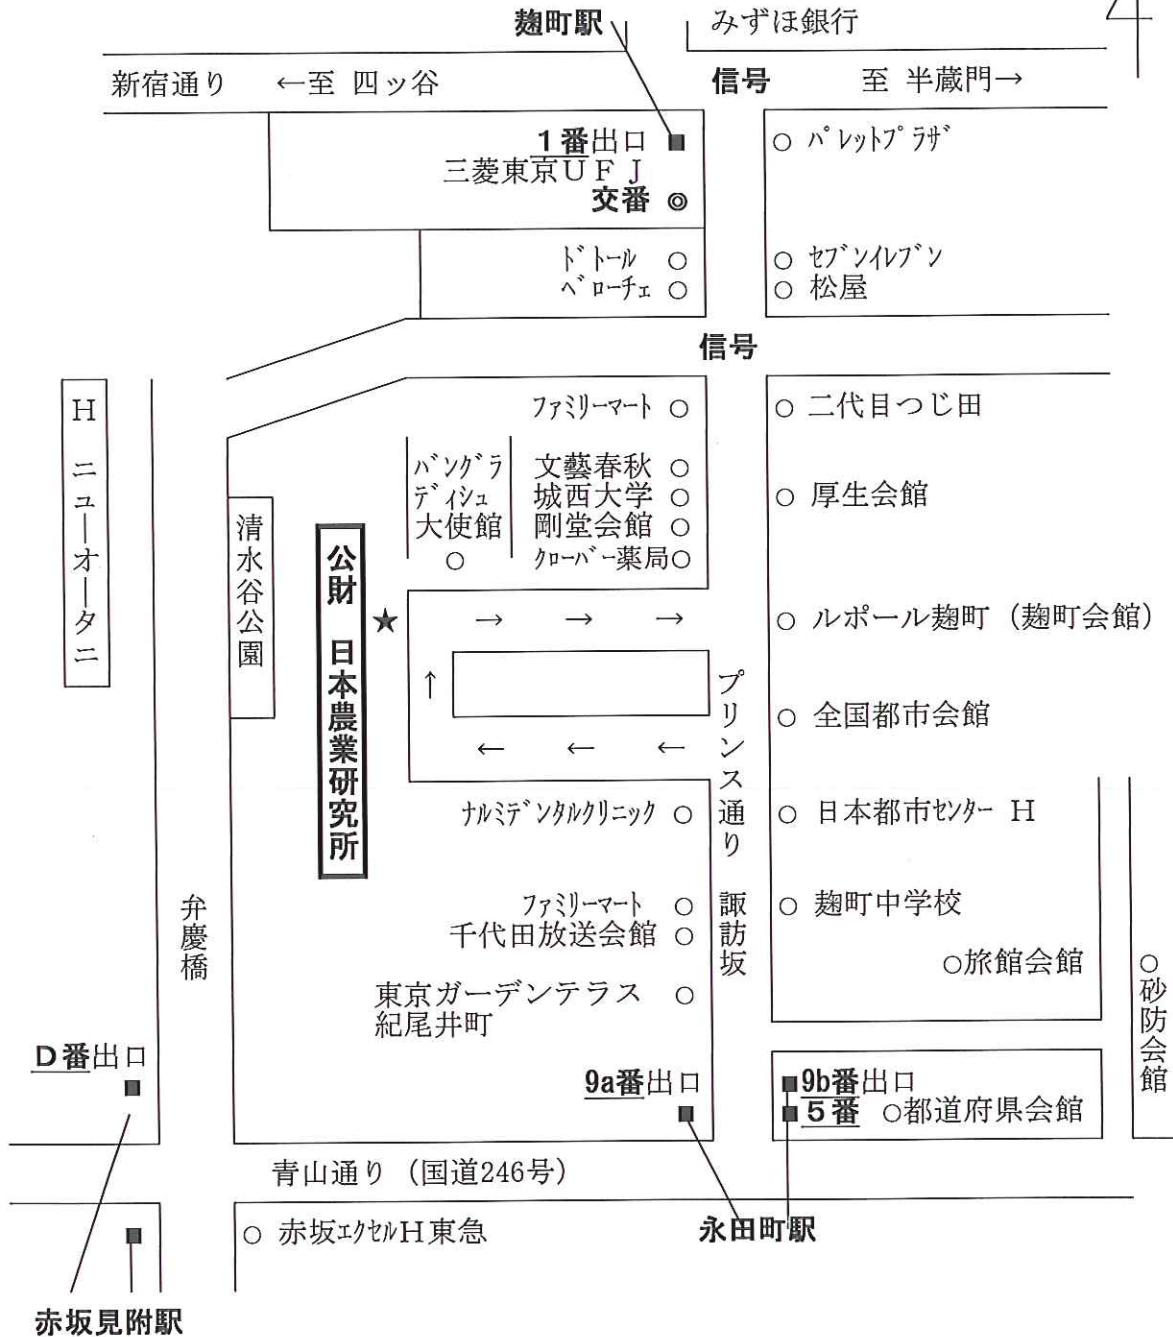 麹町駅
みずほ銀行
4
新宿通り ←至 四ッ谷
信号
至 半蔵門→
1番出口
三菱東京UFJ
交番
パレットプラザ
ドトール
ベローチェ
セブンイレブン
松屋
信号
H ニューオータニ
清水谷公園
公財 日本農業研究所
ファミリーマート
バングラ
ディシュ
大使館
文藝春秋
城西大学
剛堂会館
クローバー薬局
二代目つじ田
厚生会館
→ → →
↑
← ← ←
ルポール麹町(麹町会館)
全国都市会館
プリンス通り
諏訪坂
ナルミデンタルクリニック
日本都市センター H
ファミリーマート
千代田放送会館
麹町中学校
旅館会館
砂防会館
弁慶橋
東京ガーデンテラス
紀尾井町
D番出口
9a番出口
9b番出口
5番
都道府県会館
青山通り(国道246号)
赤坂エクセルH東急
永田町駅
赤坂見附駅